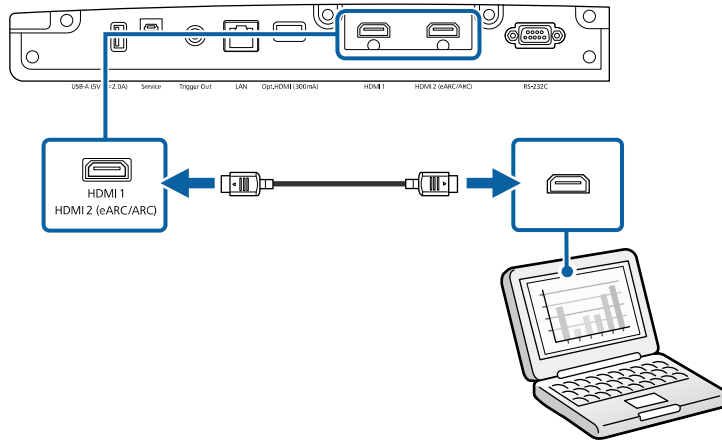 USB-A (5V ⎓ 2.0A) Service Trigger Out LAN Opt.HDMI (300mA) HDMI 1 HDMI 2 (eARC/ARC) RS-232C
HDMI 1
HDMI 2 (eARC/ARC)